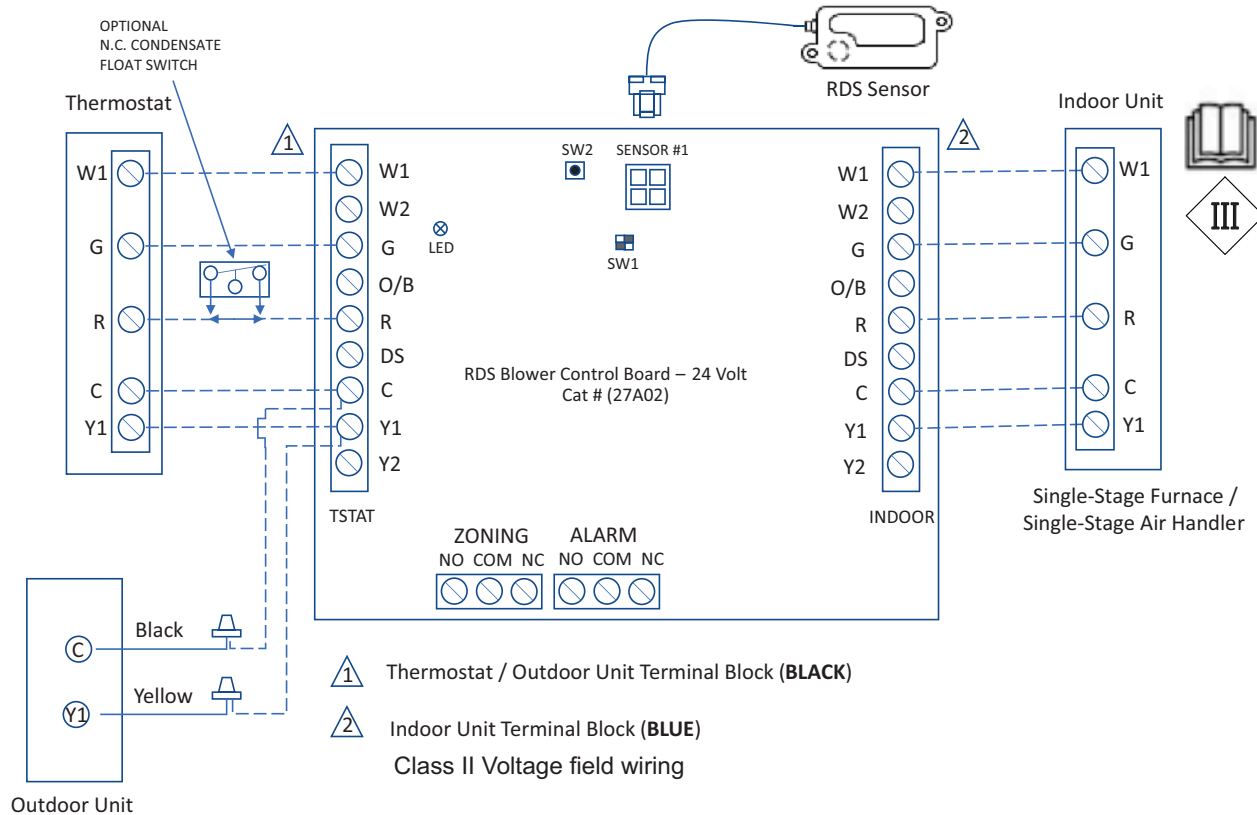 OPTIONAL
N.C. CONDENSATE
FLOAT SWITCH
Thermostat
W1
G
R
C
Y1
1
RDS Sensor
2
Indoor Unit
W1
G
R
C
Y1
III
Single-Stage Furnace /
Single-Stage Air Handler
W1
W2
G
O/B
R
DS
C
Y1
Y2
TSTAT
SW2
SENSOR #1
LED
SW1
RDS Blower Control Board – 24 Volt
Cat # (27A02)
W1
W2
G
O/B
R
DS
C
Y1
Y2
INDOOR
ZONING
NO COM NC
ALARM
NO COM NC
C
Black
Y1
Yellow
Outdoor Unit
1 Thermostat / Outdoor Unit Terminal Block (BLACK)
2 Indoor Unit Terminal Block (BLUE)
Class II Voltage field wiring